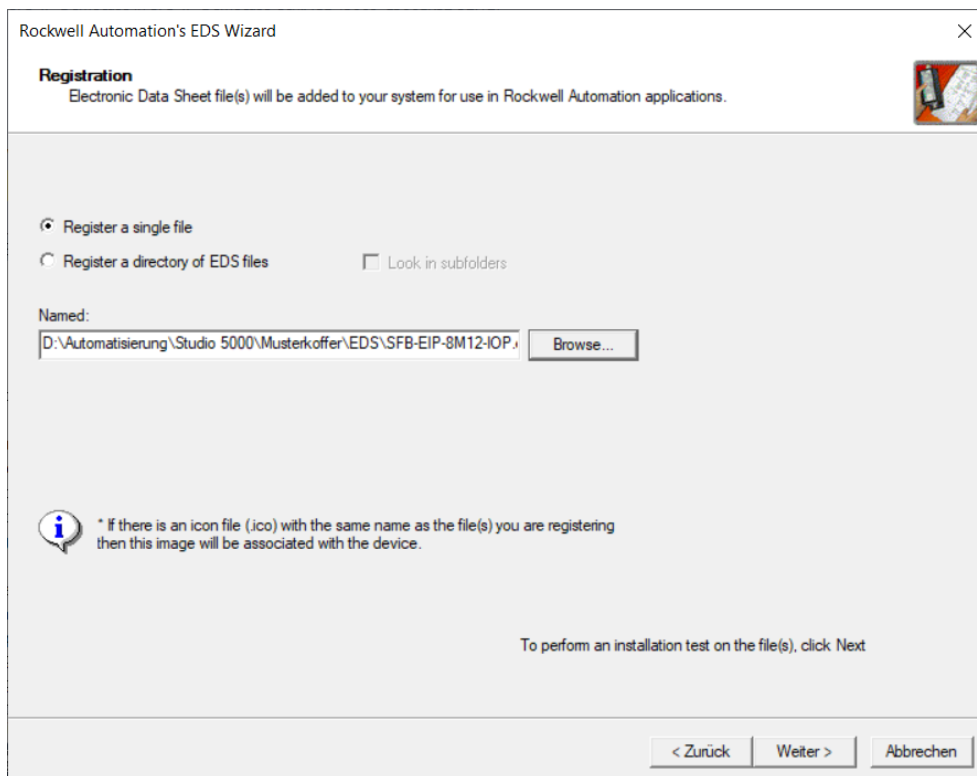 Rockwell Automation's EDS Wizard
Registration
Electronic Data Sheet file(s) will be added to your system for use in Rockwell Automation applications.
Register a single file
Register a directory of EDS files
Look in subfolders
Named:
D:\Automatisierung\Studio 5000\Musterkoffer\EDS\SFB-EIP-8M12-IOP.
Browse...
* If there is an icon file (.ico) with the same name as the file(s) you are registering
then this image will be associated with the device.
To perform an installation test on the file(s), click Next
< Zurück
Weiter >
Abbrechen